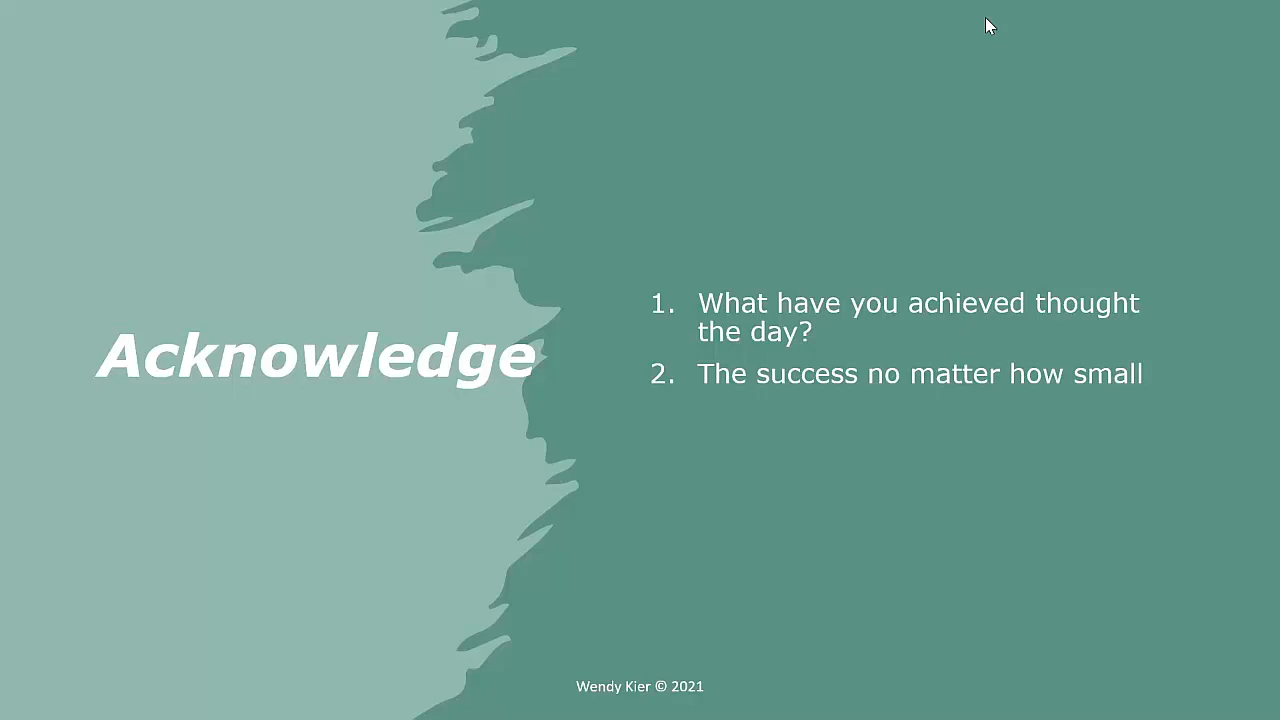 Acknowledge
1. What have you achieved thought
the day?
2. The success no matter how small
Wendy Kier © 2021